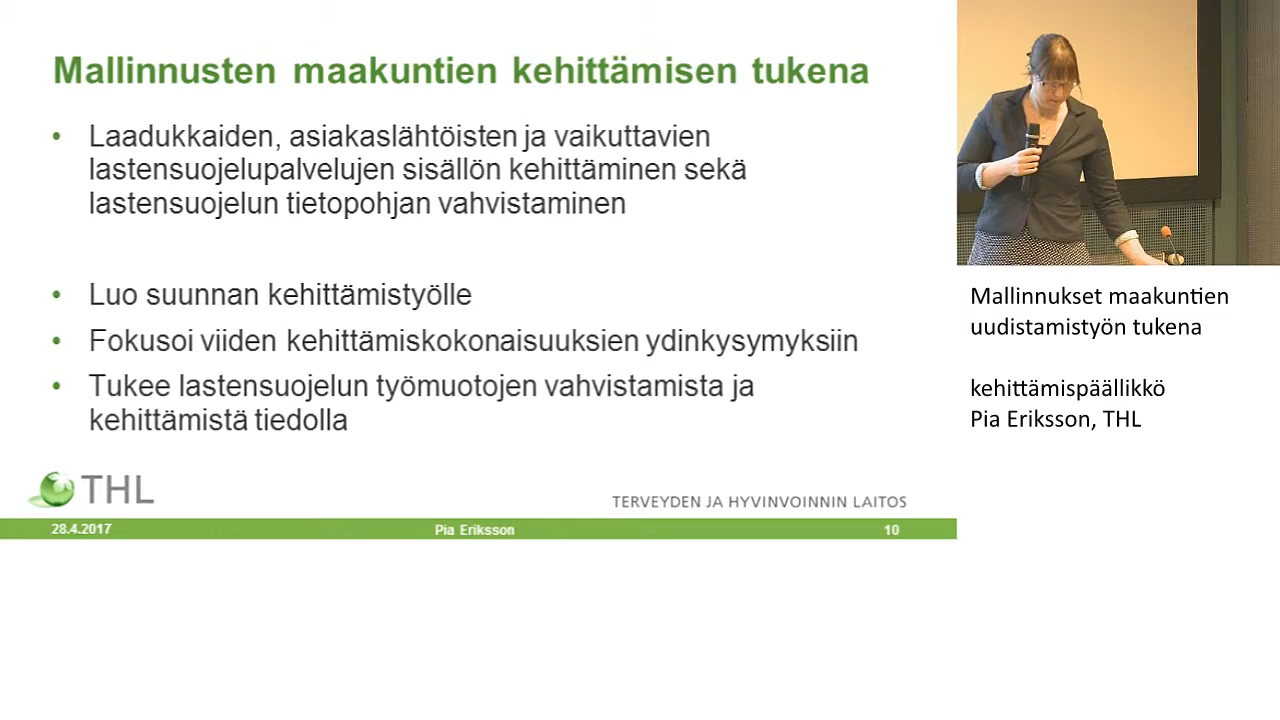 Mallinnusten maakuntien kehittämisen tukena
• Laadukkaiden, asiakaslähtöisten ja vaikuttavien
lastensuojelupalvelujen sisällön kehittäminen sekä
lastensuojelun tietopohjan vahvistaminen
• Luo suunnan kehittämistyölle
• Fokusoi viiden kehittämiskokonaisuuksien ydinkysymyksiin
• Tukee lastensuojelun työmuotojen vahvistamista ja
kehittämistä tiedolla
THL
TERVEYDEN JA HYVINVOINNIN LAITOS
28.4.2017
Pia Eriksson
10
Mallinnukset maakuntien
uudistamistyön tukena
kehittämispäällikkö
Pia Eriksson, THL